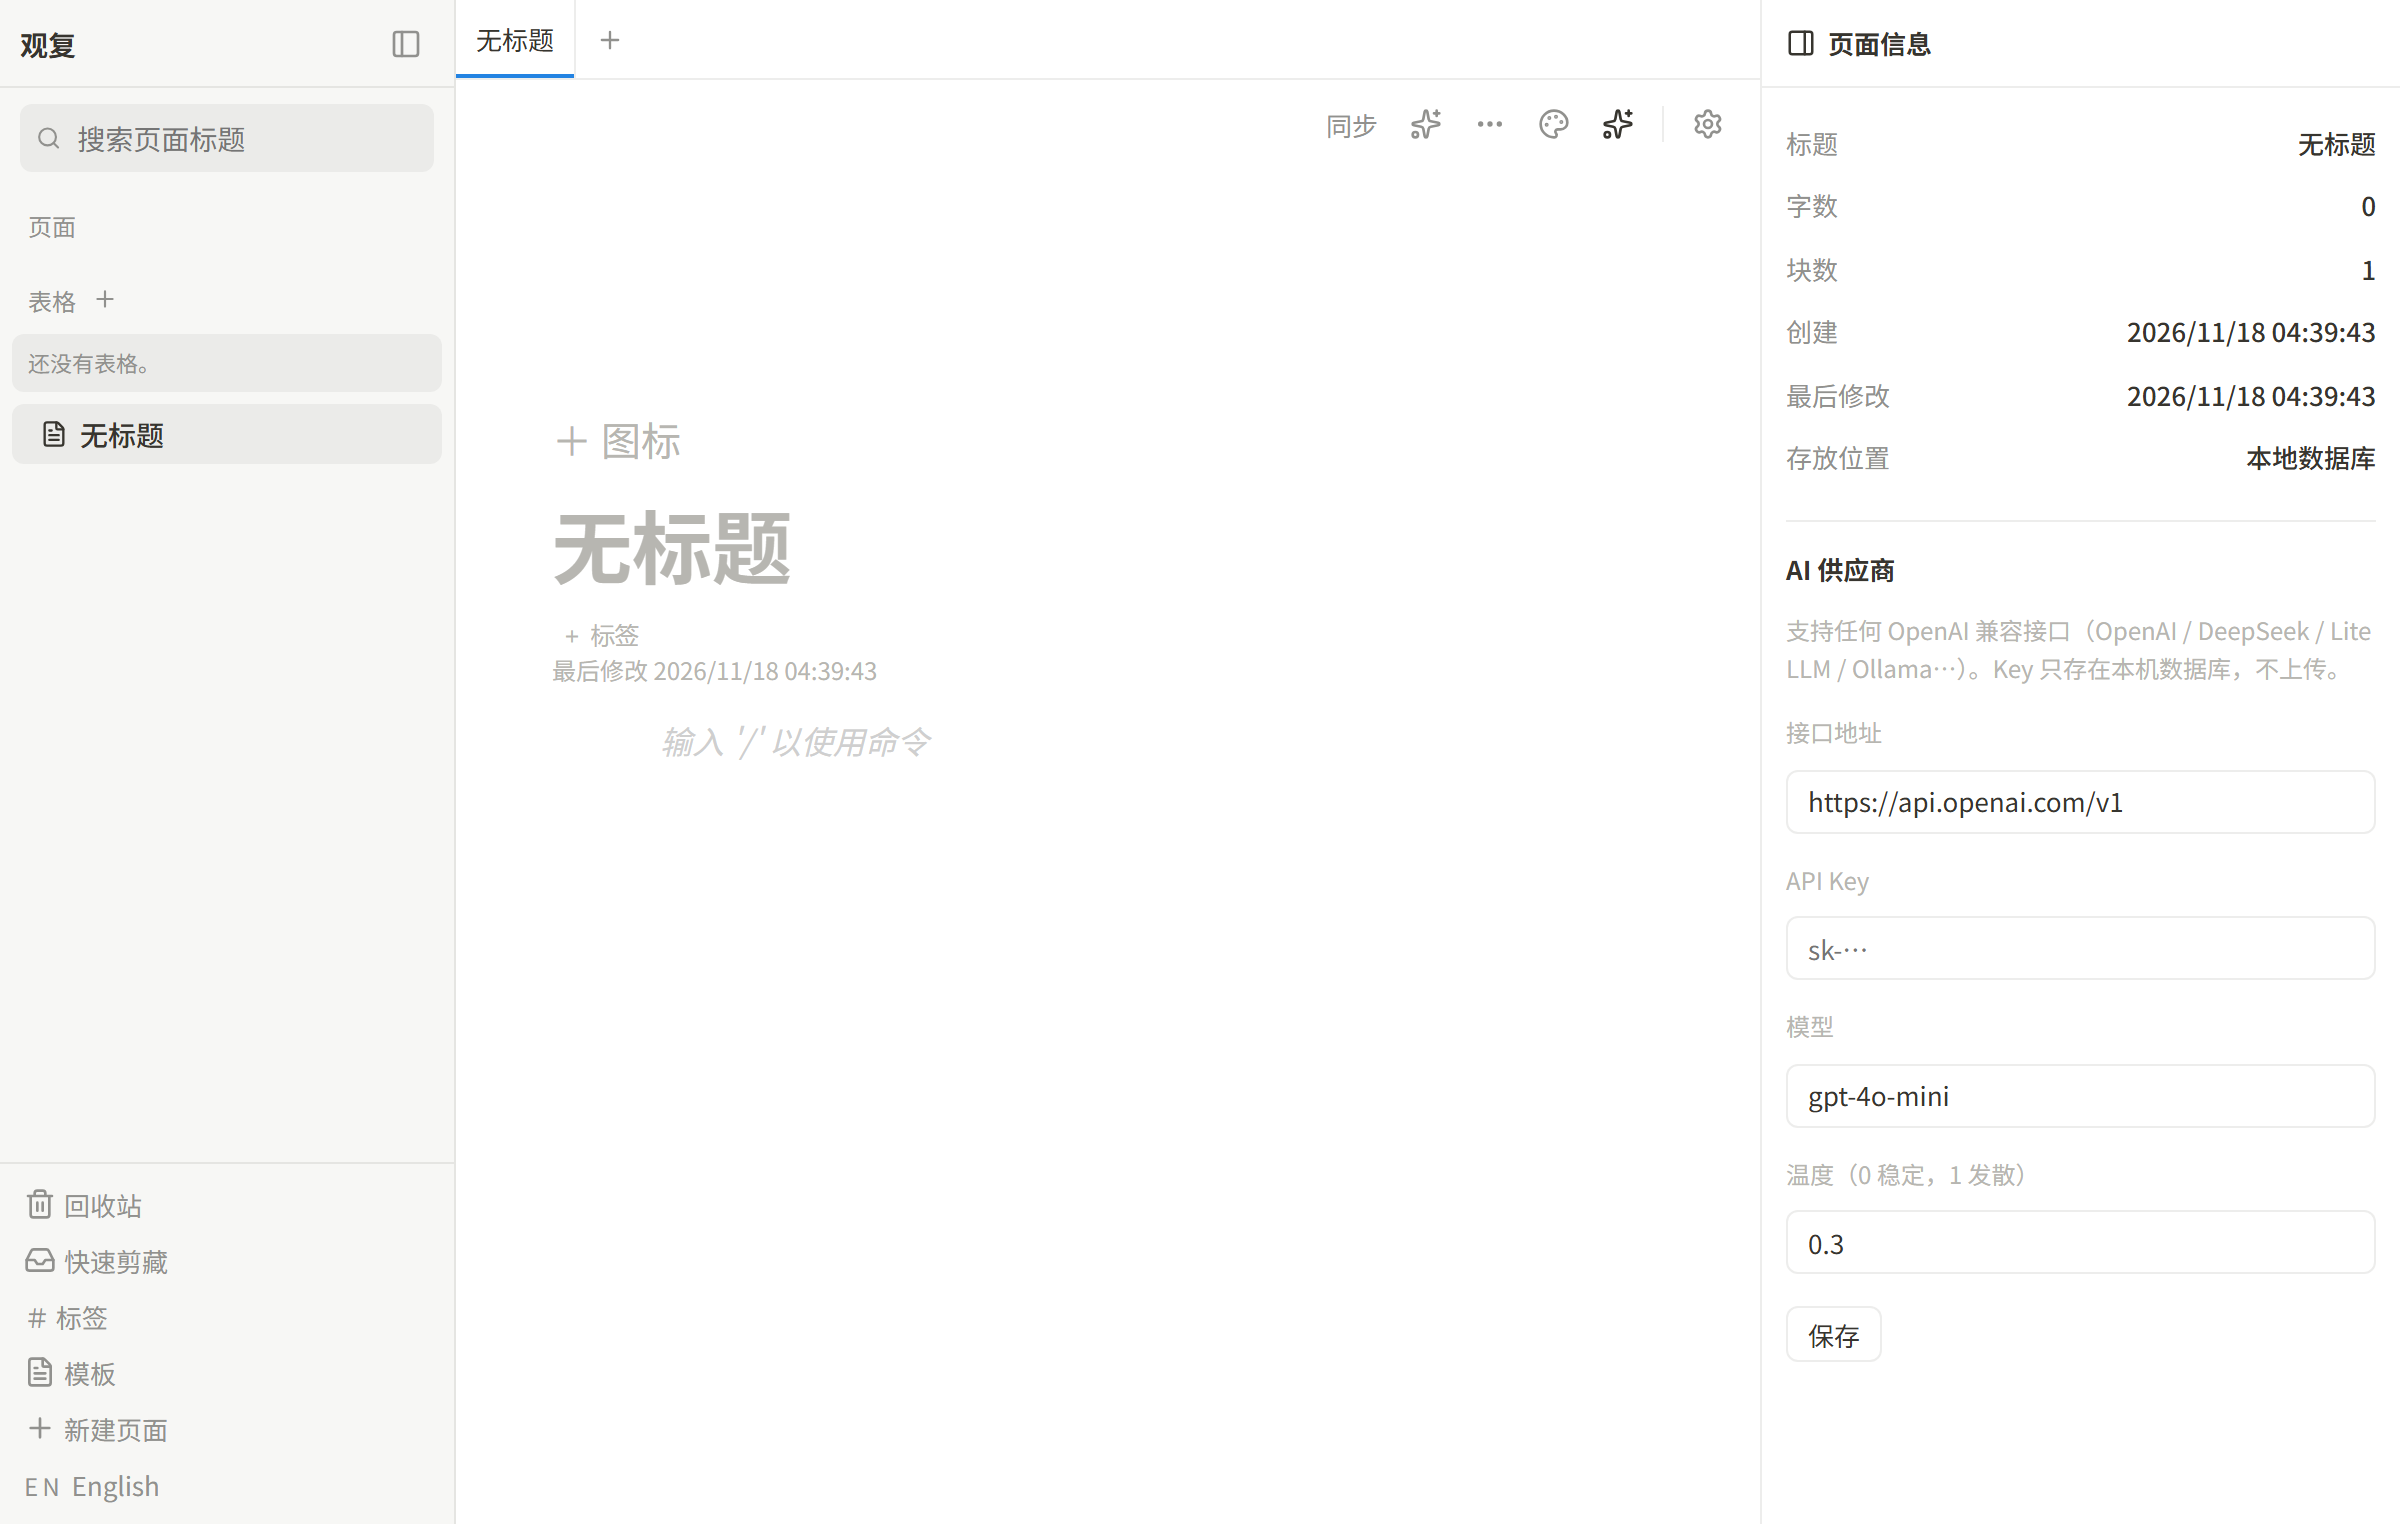 观复
搜索页面标题
页面
表格 +
还没有表格。
无标题
回收站
快速剪藏
# 标签
模板
+ 新建页面
EN English
无标题 +
同步
+ 图标
无标题
+ 标签
最后修改 2026/11/18 04:39:43
输入 '/' 以使用命令
页面信息
标题 无标题
字数 0
块数 1
创建 2026/11/18 04:39:43
最后修改 2026/11/18 04:39:43
存放位置 本地数据库
AI 供应商
支持任何 OpenAI 兼容接口（OpenAI / DeepSeek / Lite
LLM / Ollama…）。Key 只存在本机数据库，不上传。
接口地址
https://api.openai.com/v1
API Key
sk-…
模型
gpt-4o-mini
温度（0 稳定，1 发散）
0.3
保存